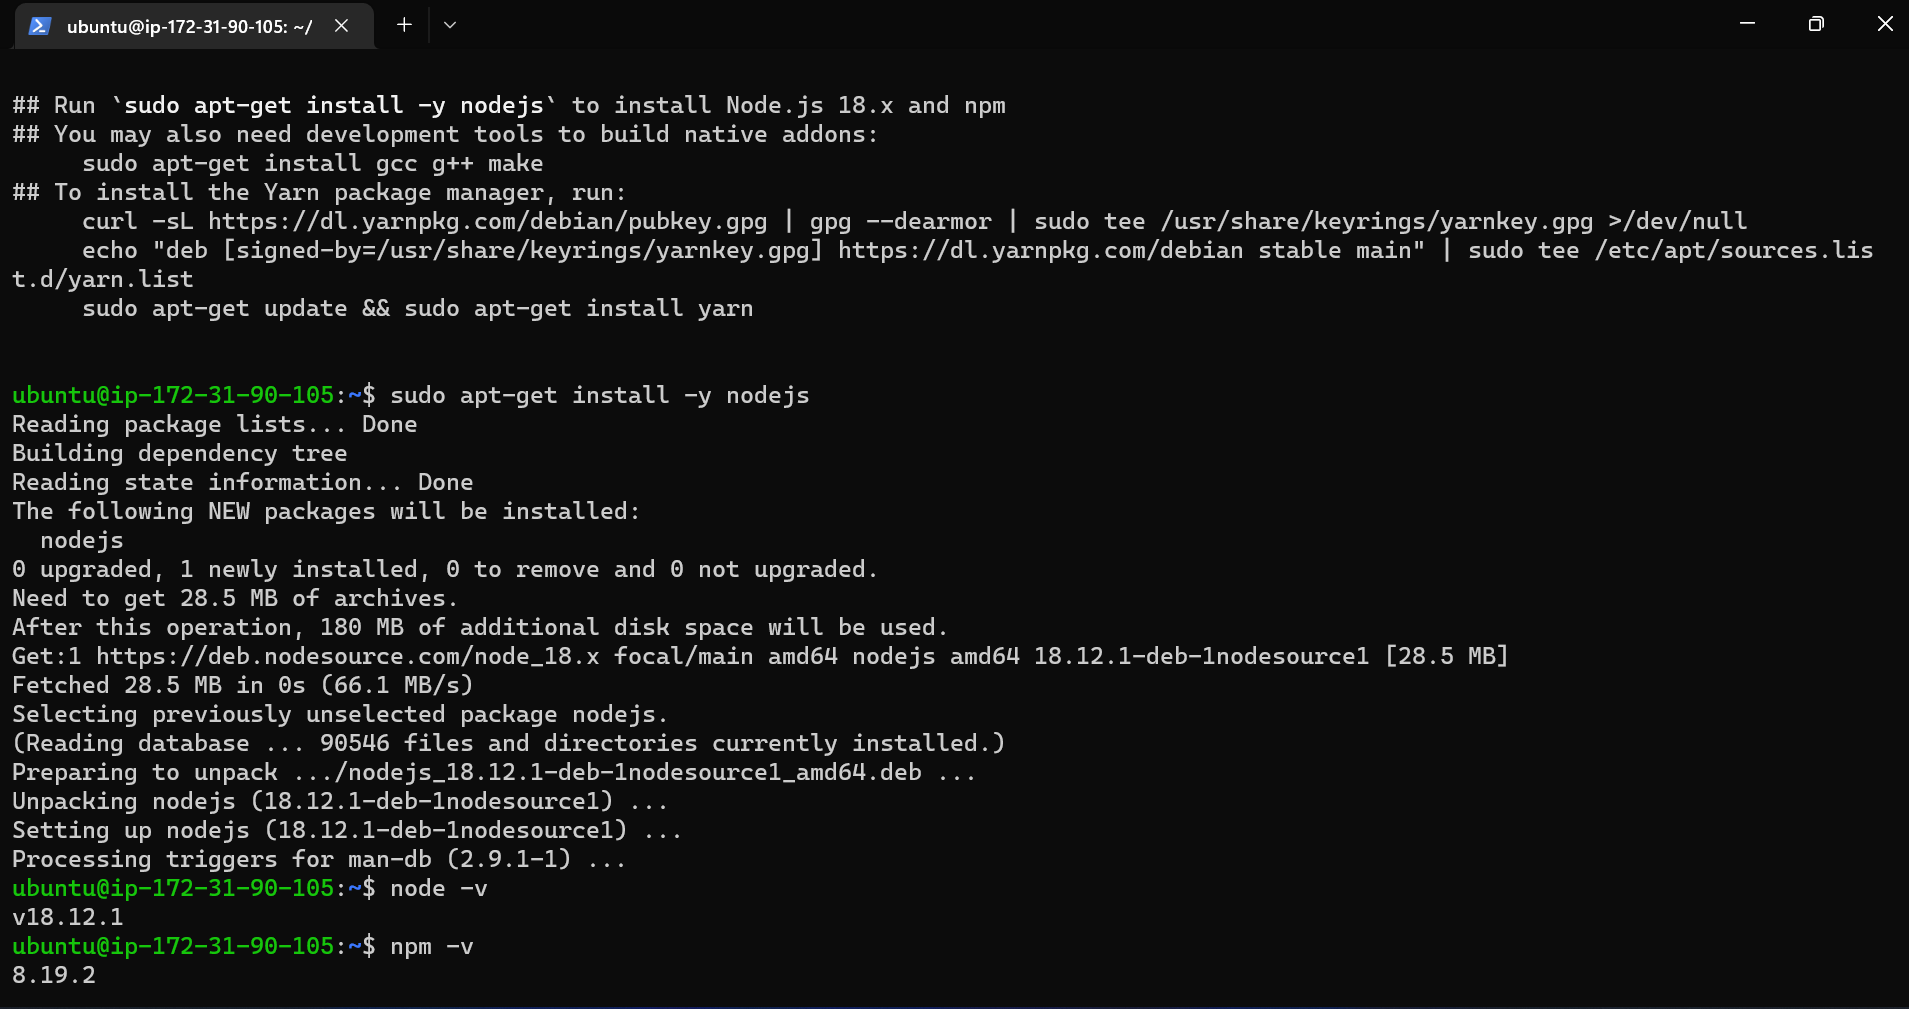 ubuntu@ip-172-31-90-105: ~/
## Run `sudo apt-get install -y nodejs` to install Node.js 18.x and npm
## You may also need development tools to build native addons:
     sudo apt-get install gcc g++ make
## To install the Yarn package manager, run:
     curl -sL https://dl.yarnpkg.com/debian/pubkey.gpg | gpg --dearmor | sudo tee /usr/share/keyrings/yarnkey.gpg >/dev/null
     echo "deb [signed-by=/usr/share/keyrings/yarnkey.gpg] https://dl.yarnpkg.com/debian stable main" | sudo tee /etc/apt/sources.lis
t.d/yarn.list
     sudo apt-get update && sudo apt-get install yarn
ubuntu@ip-172-31-90-105:~$ sudo apt-get install -y nodejs
Reading package lists... Done
Building dependency tree
Reading state information... Done
The following NEW packages will be installed:
  nodejs
0 upgraded, 1 newly installed, 0 to remove and 0 not upgraded.
Need to get 28.5 MB of archives.
After this operation, 180 MB of additional disk space will be used.
Get:1 https://deb.nodesource.com/node_18.x focal/main amd64 nodejs amd64 18.12.1-deb-1nodesource1 [28.5 MB]
Fetched 28.5 MB in 0s (66.1 MB/s)
Selecting previously unselected package nodejs.
(Reading database ... 90546 files and directories currently installed.)
Preparing to unpack .../nodejs_18.12.1-deb-1nodesource1_amd64.deb ...
Unpacking nodejs (18.12.1-deb-1nodesource1) ...
Setting up nodejs (18.12.1-deb-1nodesource1) ...
Processing triggers for man-db (2.9.1-1) ...
ubuntu@ip-172-31-90-105:~$ node -v
v18.12.1
ubuntu@ip-172-31-90-105:~$ npm -v
8.19.2